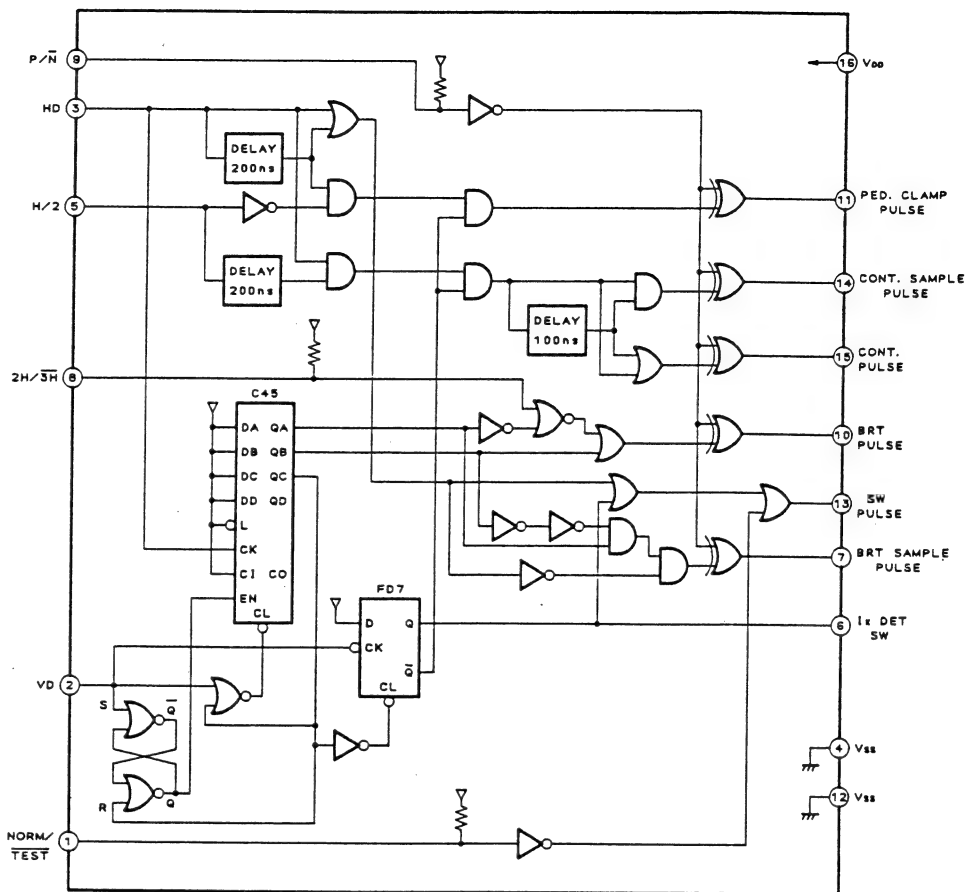 P/N̅ 9
16 VDD
HD 3
DELAY
200ns
H/2 5
11 PED. CLAMP
PULSE
DELAY
200ns
14 CONT. SAMPLE
PULSE
DELAY
100ns
15 CONT.
PULSE
2H/3̅H̅ 8
C45
DA QA
DB QB
DC QC
DD QD
L
CK
CI CO
EN
CL
10 BRT
PULSE
13 SW
PULSE
7 BRT SAMPLE
PULSE
FD7
D Q
CK
Q̅
CL
6 Ik DET
SW
VD 2
S Q̅
R Q
4 Vss
12 Vss
NORM/
T̅E̅S̅T̅ 1